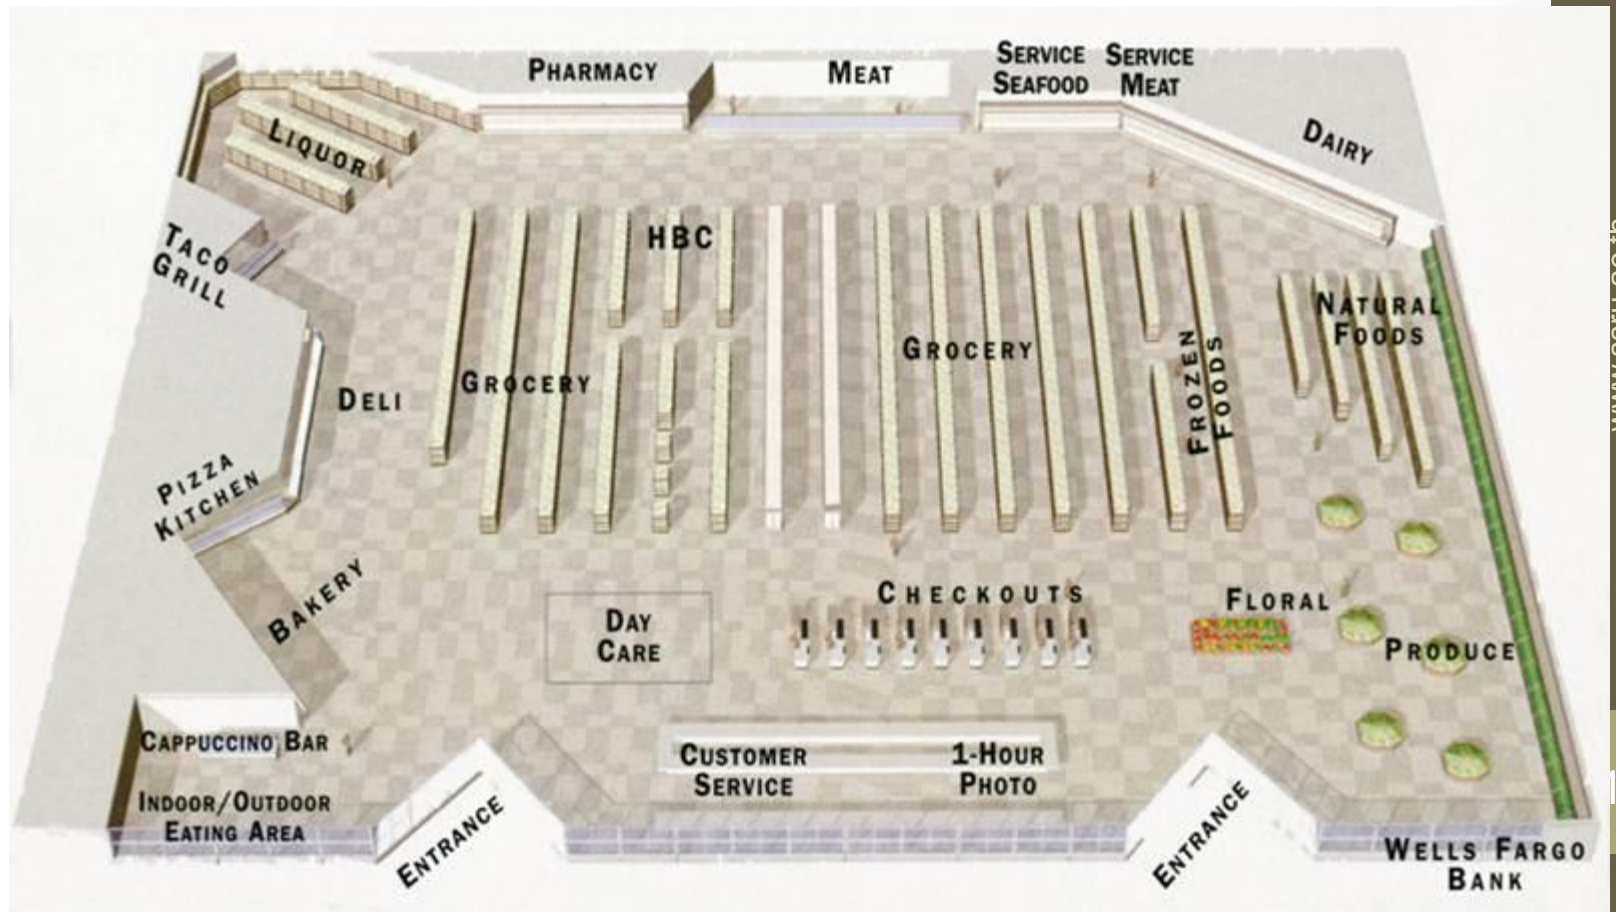 PHARMACY
MEAT
SERVICE
SEAFOOD
SERVICE
MEAT
DAIRY
LIQUOR
TACO
GRILL
HBC
NATURAL
FOODS
GROCERY
GROCERY
FROZEN
FOODS
DELI
PIZZA
KITCHEN
BAKERY
DAY
CARE
CHECKOUTS
FLORAL
PRODUCE
CAPPUCCINO BAR
CUSTOMER
SERVICE
1-HOUR
PHOTO
INDOOR/OUTDOOR
EATING AREA
ENTRANCE
ENTRANCE
WELLS FARGO
BANK